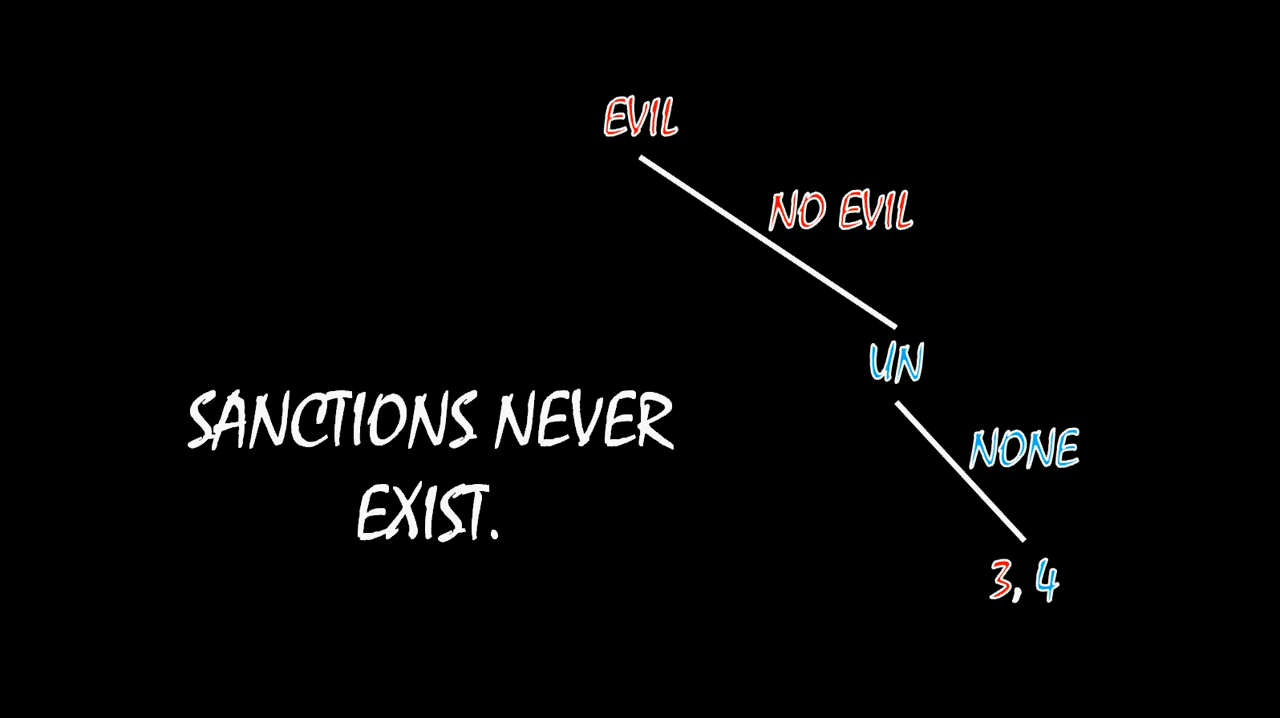 EVIL
NO EVIL
UN
SANCTIONS NEVER
EXIST.
NONE
3, 4